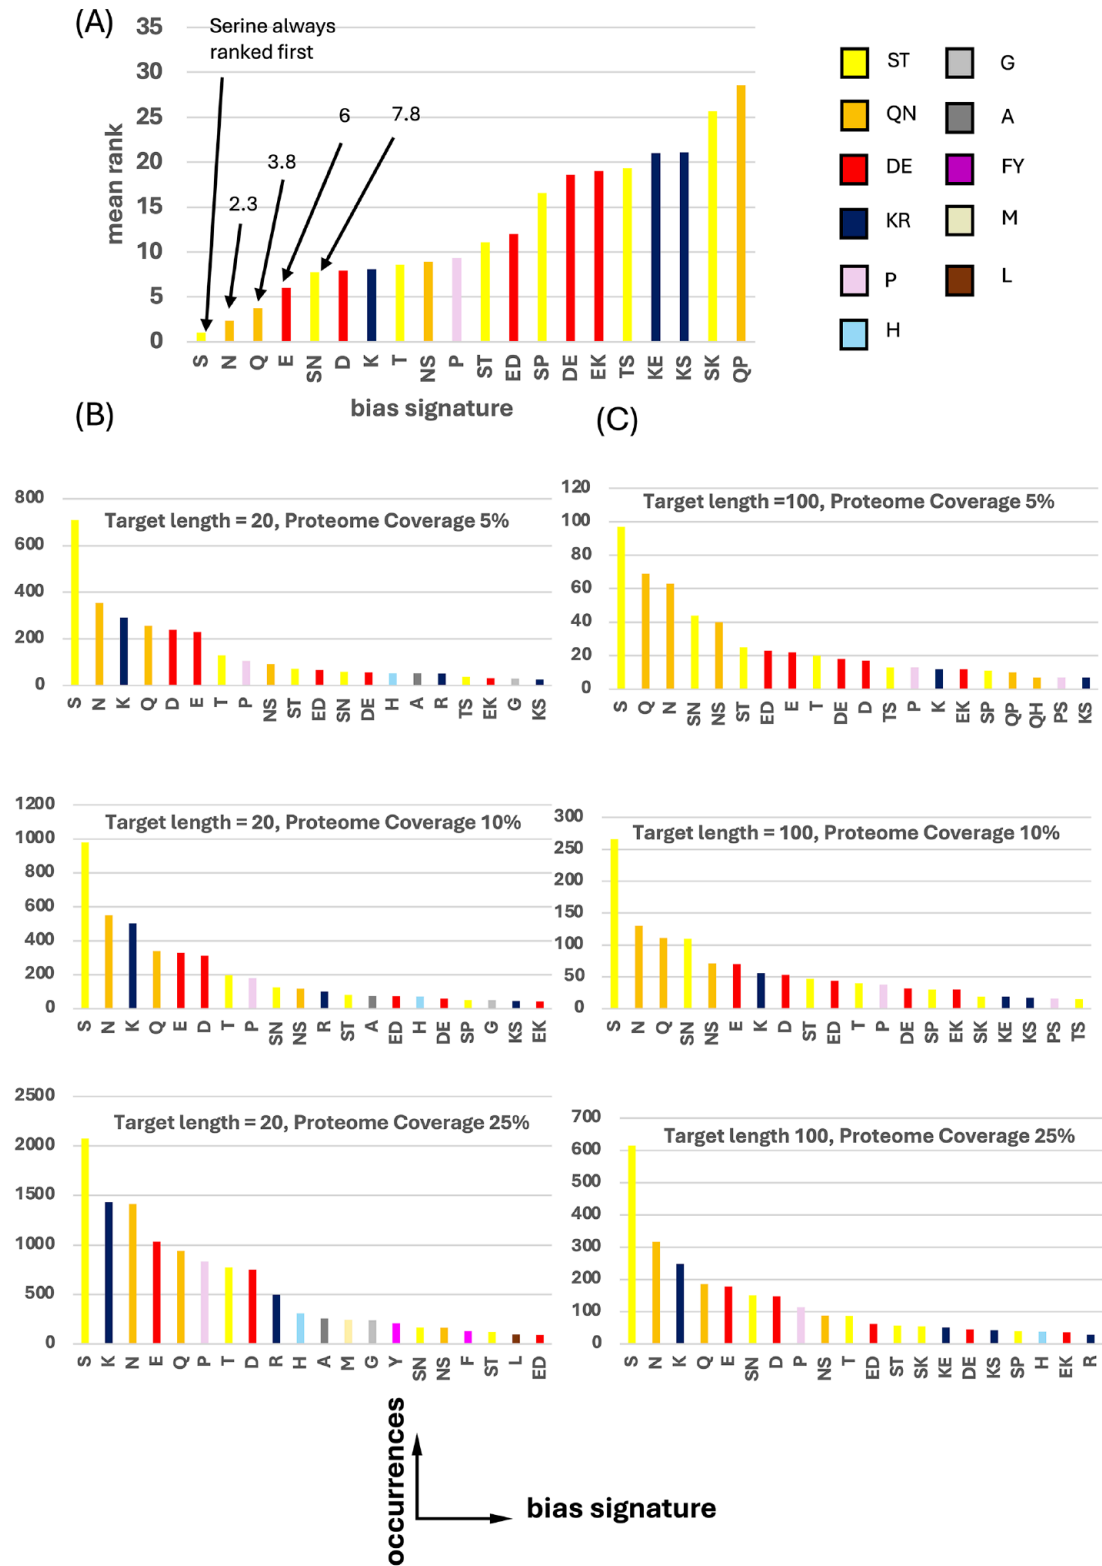 (A)
35
30
25
20
15
10
5
0
mean rank
Serine always
ranked first
2.3
3.8
6
7.8
S N Q E SN D K T NS P ST ED SP DE EK TS KE KS SK QP
bias signature
ST
QN
DE
KR
P
H
G
A
FY
M
L
(B)
800
600
400
200
0
Target length = 20, Proteome Coverage 5%
S N K Q D E T P NS ST ED SN DE H A R TS EK G KS
1200
1000
800
600
400
200
0
Target length = 20, Proteome Coverage 10%
S N K Q E D T P SN NS R ST A ED H DE SP G KS EK
2500
2000
1500
1000
500
0
Target length = 20, Proteome Coverage 25%
S K N E Q P T D R H A M G Y SN NS F ST L ED
(C)
120
100
80
60
40
20
0
Target length =100, Proteome Coverage 5%
S Q N SN NS ST ED E T DE D TS P K EK SP QP QH PS KS
300
250
200
150
100
50
0
Target length = 100, Proteome Coverage 10%
S N Q SN NS E K D ST ED T P DE SP EK SK KE KS PS TS
700
600
500
400
300
200
100
0
Target length 100, Proteome Coverage 25%
S N K Q E SN D P NS T ED ST SK KE DE KS SP H EK R
occurrences
bias signature